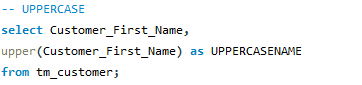 -- UPPERCASE
select Customer_First_Name,
upper(Customer_First_Name) as UPPERCASENAME
from tm_customer;